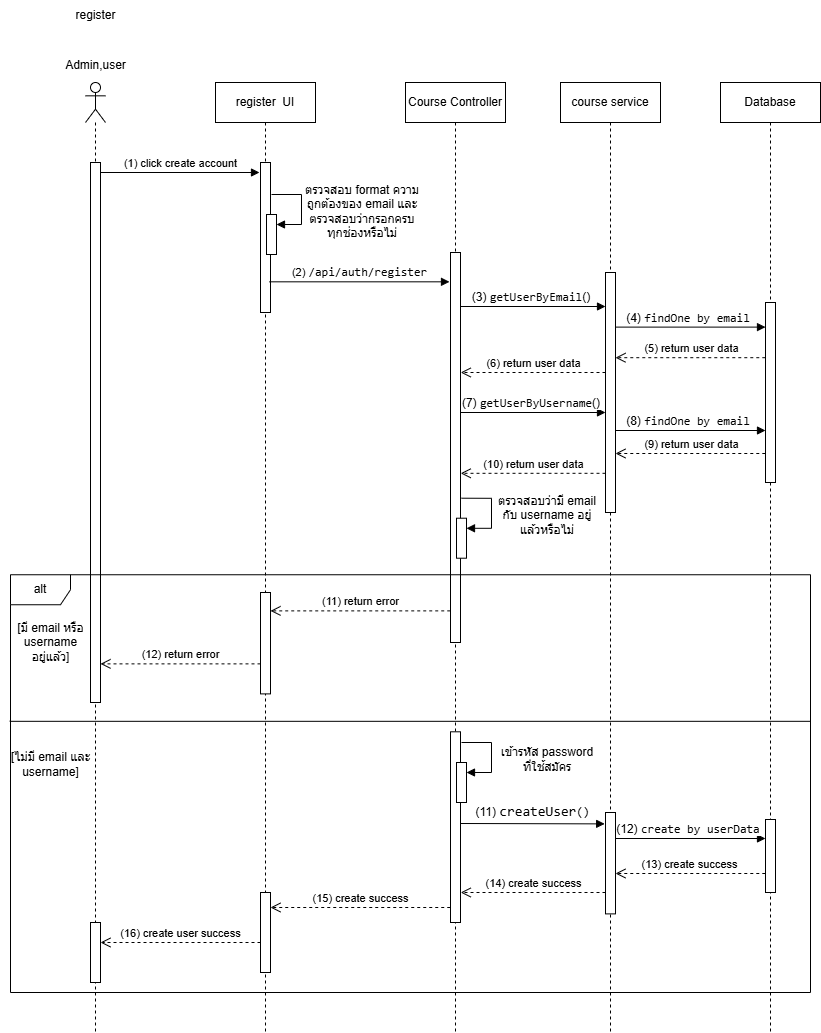 register
Admin,user
register  UI
Course Controller
course service
Database
(1) click create account
ตรวจสอบ format ความ
ถูกต้องของ email และ
ตรวจสอบว่ากรอกครบ
ทุกช่องหรือไม่
(2) /api/auth/register
(3) getUserByEmail()
(4) findOne by email
(5) return user data
(6) return user data
(7) getUserByUsername()
(8) findOne by email
(9) return user data
(10) return user data
ตรวจสอบว่ามี email
กับ username อยู่
แล้วหรือไม่
alt
[มี email หรือ
username
อยู่แล้ว]
(11) return error
(12) return error
[ไม่มี email และ
username]
เข้ารหัส password
ที่ใช้สมัคร
(11) createUser()
(12) create by userData
(13) create success
(14) create success
(15) create success
(16) create user success